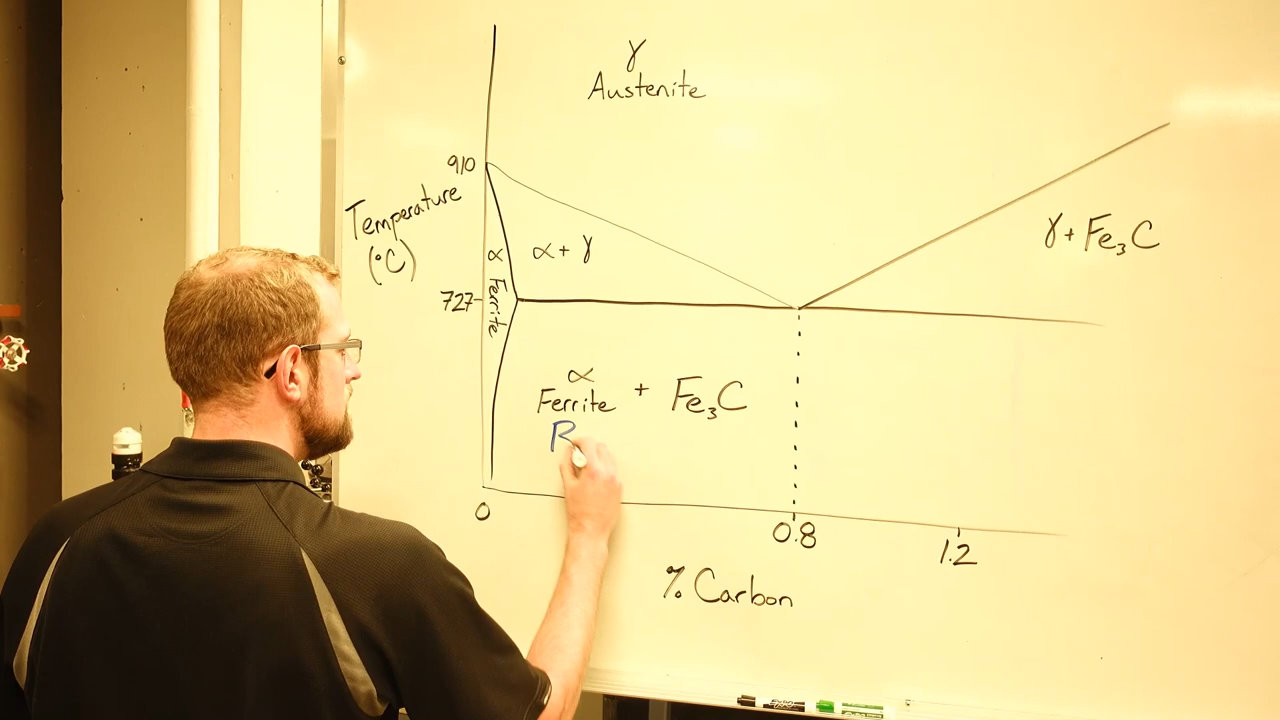 γ
Austenite
910
Temperature
(°C)
α + γ
γ + Fe₃C
α Ferrite
727
α
Ferrite + Fe₃C
P
0
0.8
1.2
% Carbon